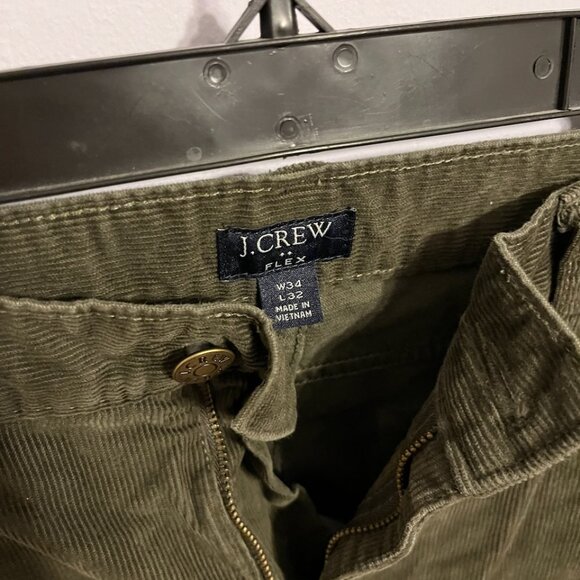 J.CREW
FLEX
W34
L32
MADE IN
VIETNAM